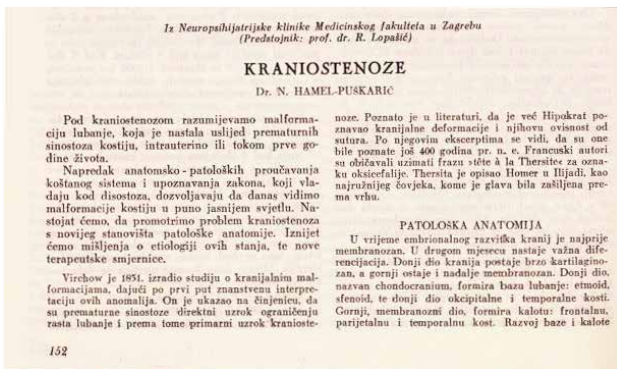 Iz Neuropsihijatrijske klinike Medicinskog fakulteta u Zagrebu
(Predstojnik: prof. dr. R. Lopašić)
KRANIOSTENOZE
Dr. N. HAMEL-PUŠKARIĆ
Pod kraniostenozom razumijevamo malforma-
ciju lubanje, koja je nastala uslijed prematurnih
sinostoza kostiju, intrauterino ili tokom prve go-
dine života.
Napredak anatomsko-patoloških proučavanja
koštanog sistema i upoznavanja zakona, koji vla-
daju kod disostoza, dozvoljavaju da danas vidimo
malformacije kostiju u puno jasnijem svjetlu. Na-
stojat ćemo, da promotrimo problem kraniostenoza
s novijeg stanovišta patološke anatomije. Iznijet
ćemo mišljenja o etiologiji ovih stanja, te nove
terapeutske smjernice.
Virchow je 1851. izradio studiju o kranijalnim mal-
formacijama, dajući po prvi put znanstvenu interpre-
taciju ovih anomalija. On je ukazao na činjenicu, da
su prematurne sinostoze direktni uzrok ograničenju
rasta lubanje i prema tome primarni uzrok kranioste-
noze. Poznato je u literaturi, da je već Hipokrat po-
znavao kranijalne deformacije i njihovu ovisnost od
sutura. Po njegovim ekscerptima se vidi, da su one
bile poznate još 400 godina pr. n. e. Francuski autori
su običavali uzimati frazu »tête à la Thersite« za ozna-
ku oksicefalije. Thersita je opisao Homer u Ilijadi, kao
najružnijeg čovjeka, kome je glava bila zašiljena pre-
ma vrhu.
PATOLOŠKA ANATOMIJA
U vrijeme embrionalnog razvitka kranij je najprije
membranozan. U drugom mjesecu nastaje važna dife-
rencijacija. Donji dio kranija postaje brzo kartilagino-
zan, a gornji ostaje i nadalje membranozan. Donji dio,
nazvan chondocranium, formira bazu lubanje: etmoid,
sfenoid, te donji dio okcipitalne i temporalne kosti.
Gornji, membranozni dio, formira kalotu: frontalnu,
parijetalnu i temporalnu kost. Razvoj baze i kalote
152